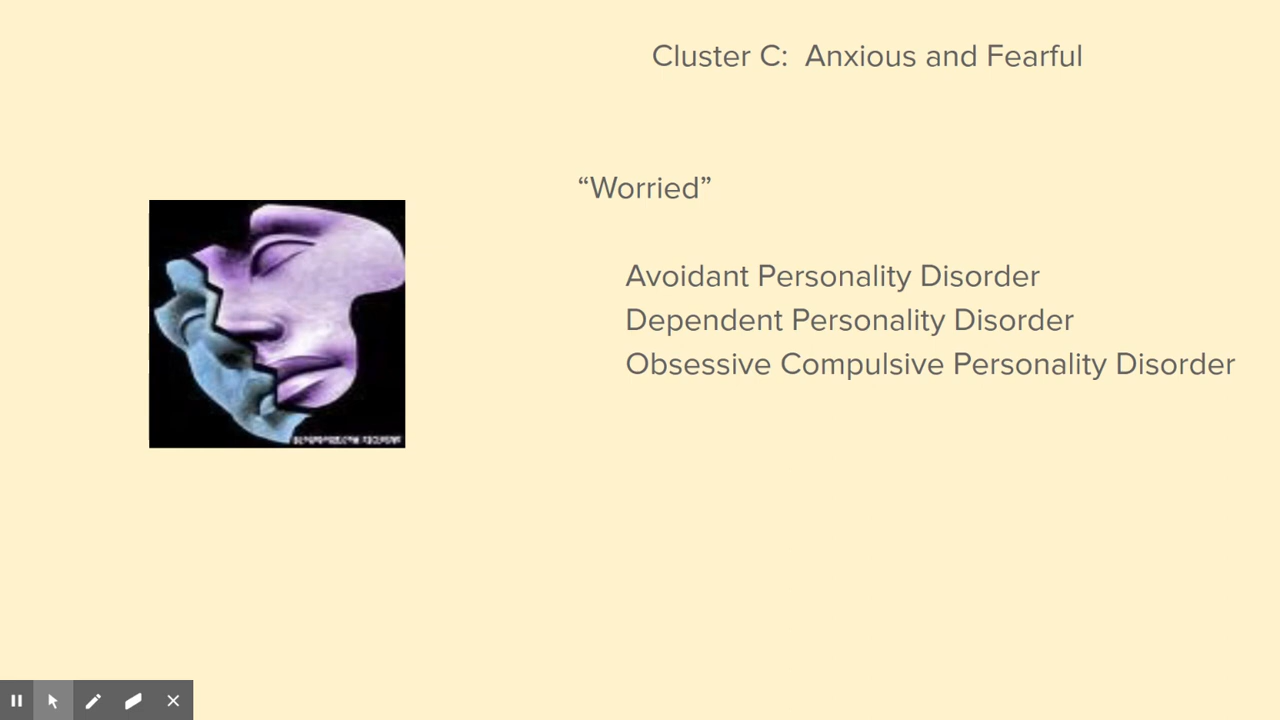 Cluster C:  Anxious and Fearful
“Worried”
Avoidant Personality Disorder
Dependent Personality Disorder
Obsessive Compulsive Personality Disorder